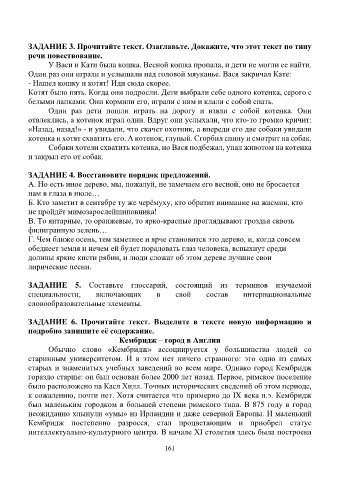 ЗАДАНИЕ 3. Прочитайте текст. Озаглавьте. Докажите, что этот текст по типу
речи повествование.
У Васи и Кати была кошка. Весной кошка пропала, и дети не могли ее найти.
Один раз они играли и услышали над головой мяуканье. Вася закричал Кате:
- Нашел кошку и котят! Иди сюда скорее.
Котят было пять. Когда они подросли. Дети выбрали себе одного котенка, серого с
белыми лапками. Они кормили его, играли с ним и клали с собой спать.
Один раз дети пошли играть на дорогу и взяли с собой котенка. Они
отвлеклись, а котенок играл один. Вдруг они услыхали, что кто-то громко кричит:
«Назад, назад!» - и увидали, что скачет охотник, а впереди его две собаки увидали
котенка и хотят схватить его. А котенок, глупый. Сгорбил спину и смотрит на собак.
Собаки хотели схватить котенка, но Вася подбежал, упал животом на котенка
и закрыл его от собак.
ЗАДАНИЕ 4. Восстановите порядок предложений.
А. Но есть иное дерево, мы, пожалуй, не замечаем его весной, оно не бросается
нам в глаза в июле…
Б. Кто заметит в сентябре ту же черёмуху, кто обратит внимание на жасмин, кто
не пройдёт мимозарослейшиповника!
В. То янтарные, то оранжевые, то ярко-красные проглядывают гроздья сквозь
филигранную зелень…
Г. Чем ближе осень, тем заметнее и ярче становится это дерево, и, когда совсем
обеднеет земля и нечем ей будет порадовать глаз человека, вспыхнут среди
долины яркие кисти рябин, и люди сложат об этом дереве лучшие свои
лирические песни.
ЗАДАНИЕ 5. Составьте глоссарий, состоящий из терминов изучаемой
специальности, включающих в свой состав интернациональные
словообразовательные элементы.
ЗАДАНИЕ 6. Прочитайте текст. Выделите в тексте новую информацию и
подробно запишите её содержание.
Кембридж – город в Англии
Обычно слово «Кембридж» ассоциируется у большинства людей со
старинным университетом. И в этом нет ничего странного: это одно из самых
старых и знаменитых учебных заведений во всем мире. Однако город Кембридж
гораздо старше: он был основан более 2000 лет назад. Первое, римское поселение
было расположено на Касл Хилл. Точных исторических сведений об этом периоде,
к сожалению, почти нет. Хотя считается что примерно до IX века н.э. Кембридж
был маленьким городком в большей степени римского типа. В 875 году в город
неожиданно хлынули «умы» из Ирландии и даже северной Европы. И маленький
Кембридж постепенно разросся, стал процветающим и приобрел статус
интеллектуально-культурного центра. В начале XI столетия здесь была построена
161